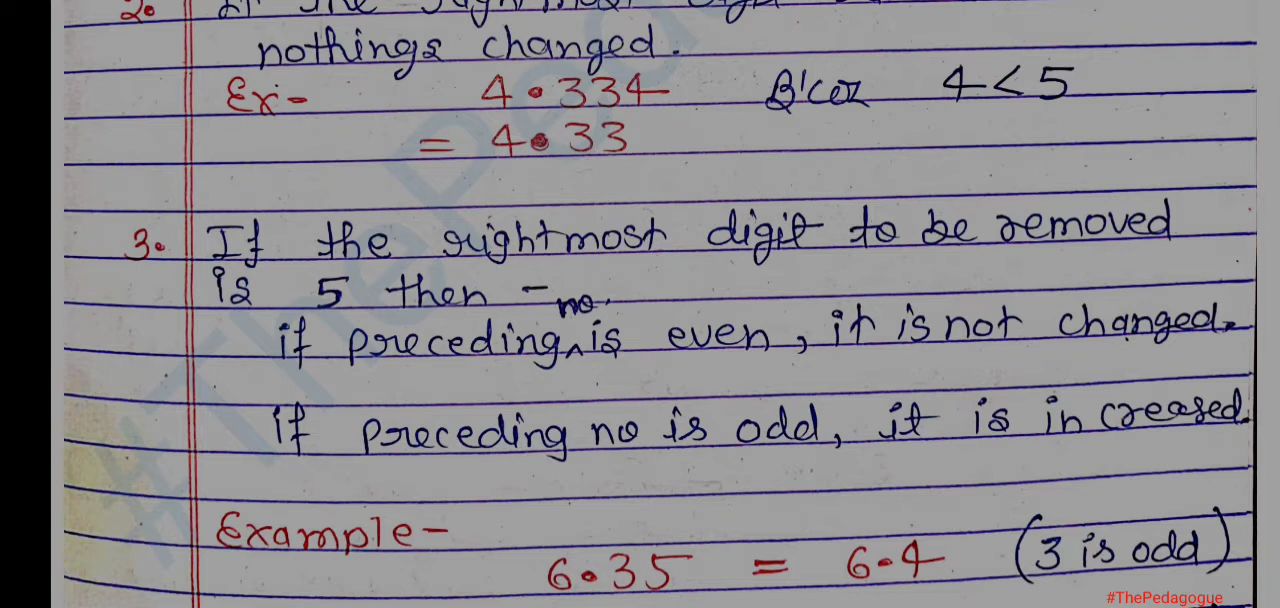 2.
nothings changed.
Ex- 4.334 B'coz 4<5
= 4.33
3. If the rightmost digit to be removed
is 5 then -
if preceding ^no. is even, it is not changed.
if preceding no is odd, it is increased.
Example-
6.35 = 6.4 (3 is odd)
#ThePedagogue